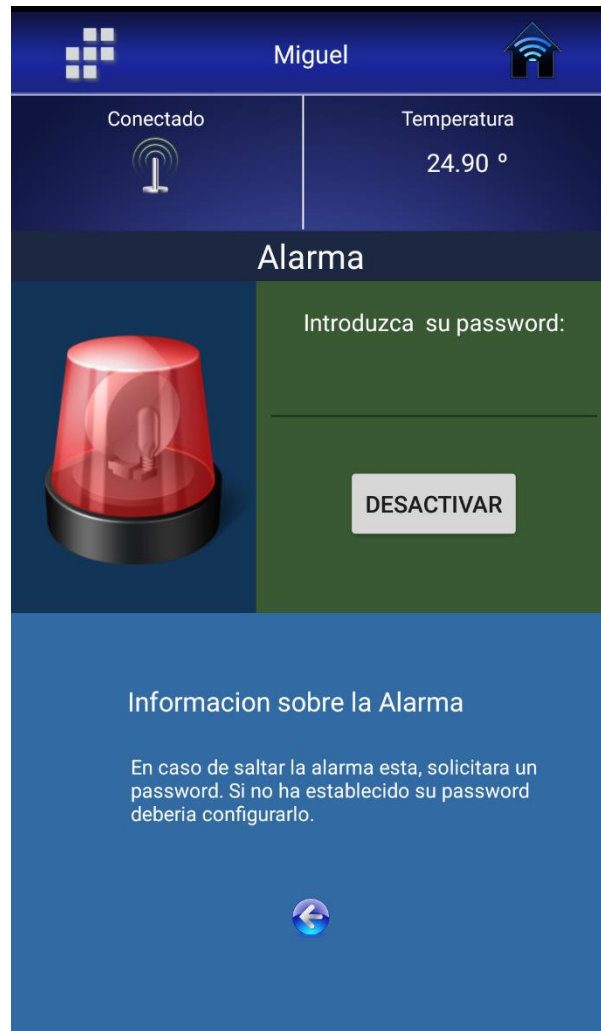 Miguel
Conectado
Temperatura
24.90 º
Alarma
Introduzca su password:
DESACTIVAR
Informacion sobre la Alarma
En caso de saltar la alarma esta, solicitara un
password. Si no ha establecido su password
deberia configurarlo.